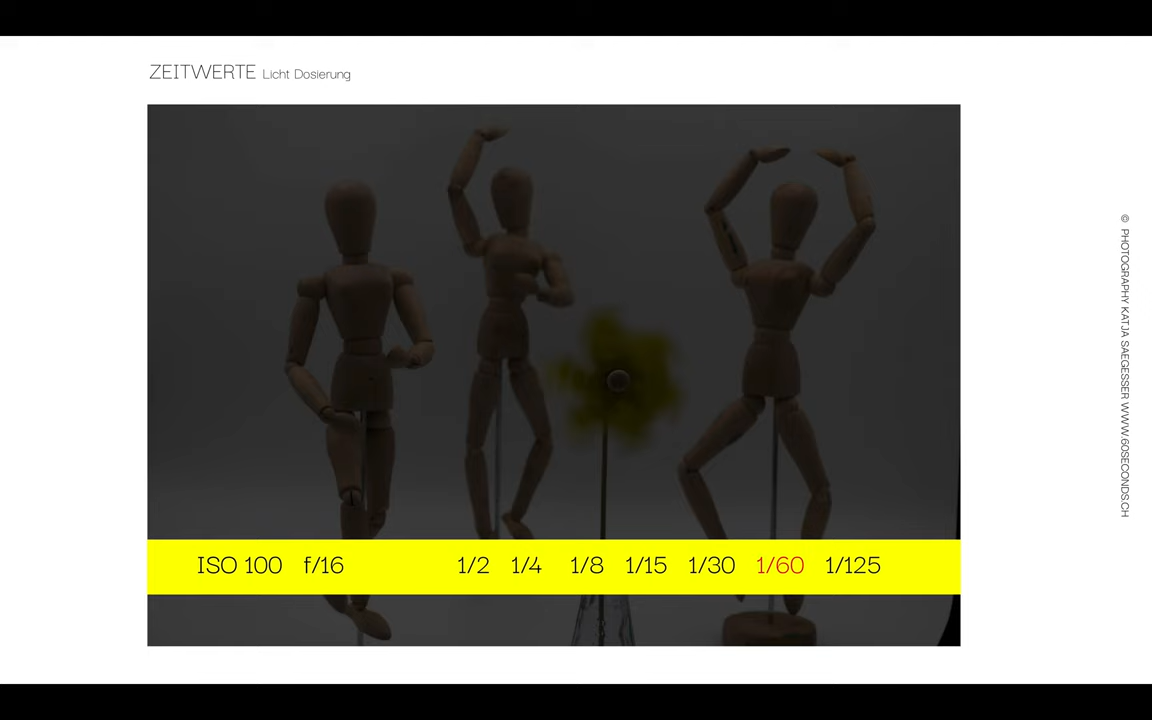 ZEITWERTE Licht Dosierung
ISO 100 f/16 1/2 1/4 1/8 1/15 1/30 1/60 1/125
© PHOTOGRAPHY KATJA SAEGESSER WWW.60SECONDS.CH